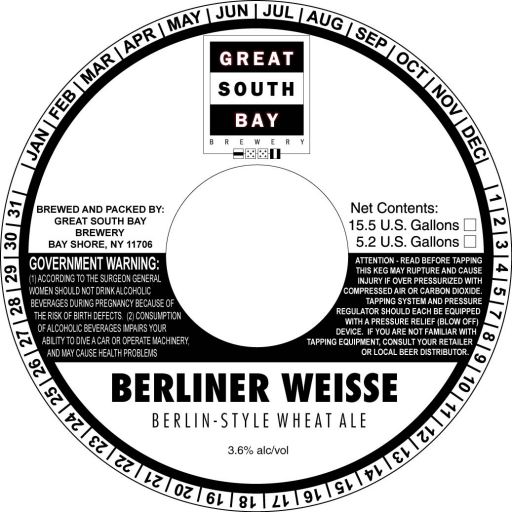 JAN | FEB | MAR | APR | MAY | JUN | JUL | AUG | SEP | OCT | NOV | DEC
GREAT
SOUTH
BAY
BREWERY
BREWED AND PACKED BY:
GREAT SOUTH BAY
BREWERY
BAY SHORE, NY 11706
Net Contents:
15.5 U.S. Gallons
5.2 U.S. Gallons
GOVERNMENT WARNING:
(1) ACCORDING TO THE SURGEON GENERAL
WOMEN SHOULD NOT DRINK ALCOHOLIC
BEVERAGES DURING PREGNANCY BECAUSE OF
THE RISK OF BIRTH DEFECTS. (2) CONSUMPTION
OF ALCOHOLIC BEVERAGES IMPAIRS YOUR
ABILITY TO DIVE A CAR OR OPERATE MACHINERY,
AND MAY CAUSE HEALTH PROBLEMS
ATTENTION - READ BEFORE TAPPING
THIS KEG MAY RUPTURE AND CAUSE
INJURY IF OVER PRESSURIZED WITH
COMPRESSED AIR OR CARBON DIOXIDE.
TAPPING SYSTEM AND PRESSURE
REGULATOR SHOULD EACH BE EQUIPPED
WITH A PRESSURE RELIEF (BLOW OFF)
DEVICE. IF YOU ARE NOT FAMILIAR WITH
TAPPING EQUIPMENT, CONSULT YOUR RETAILER
OR LOCAL BEER DISTRIBUTOR.
BERLINER WEISSE
BERLIN-STYLE WHEAT ALE
3.6% alc/vol
1 | 2 | 3 | 4 | 5 | 6 | 7 | 8 | 9 | 10 | 11 | 12 | 13 | 14 | 15 | 16 | 17 | 18 | 19 | 20 | 21 | 22 | 23 | 24 | 25 | 26 | 27 | 28 | 29 | 30 | 31